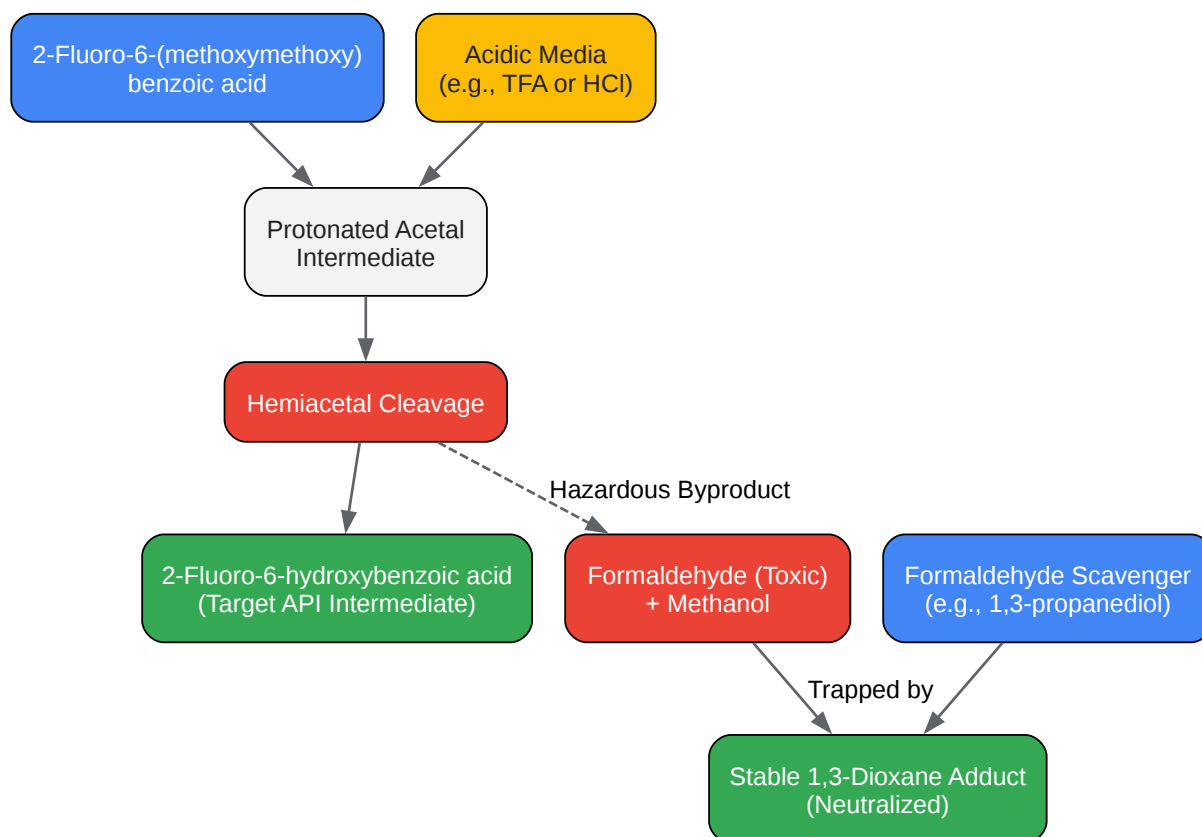 2-Fluoro-6-(methoxymethoxy)
benzoic acid
Acidic Media
(e.g., TFA or HCl)
Protonated Acetal
Intermediate
Hemiacetal Cleavage
Hazardous Byproduct
2-Fluoro-6-hydroxybenzoic acid
(Target API Intermediate)
Formaldehyde (Toxic)
+ Methanol
Formaldehyde Scavenger
(e.g., 1,3-propanediol)
Trapped by
Stable 1,3-Dioxane Adduct
(Neutralized)